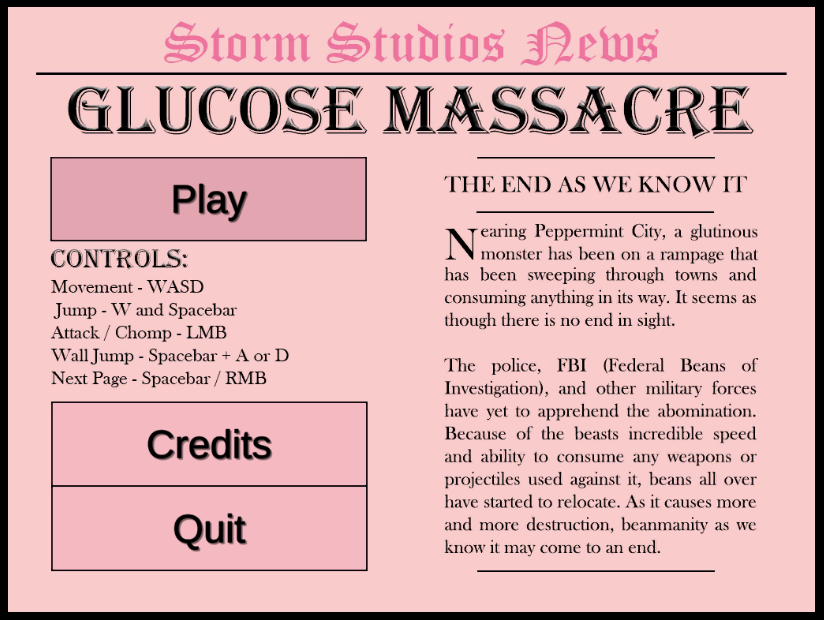 Storm Studios News
GLUCOSE MASSACRE
Play
CONTROLS:
Movement - WASD
Jump - W and Spacebar
Attack / Chomp - LMB
Wall Jump - Spacebar + A or D
Next Page - Spacebar / RMB
Credits
Quit
THE END AS WE KNOW IT
Nearing Peppermint City, a glutinous
monster has been on a rampage that
has been sweeping through towns and
consuming anything in its way. It seems as
though there is no end in sight.
The police, FBI (Federal Beans of
Investigation), and other military forces
have yet to apprehend the abomination.
Because of the beasts incredible speed
and ability to consume any weapons or
projectiles used against it, beans all over
have started to relocate. As it causes more
and more destruction, beanmanity as we
know it may come to an end.